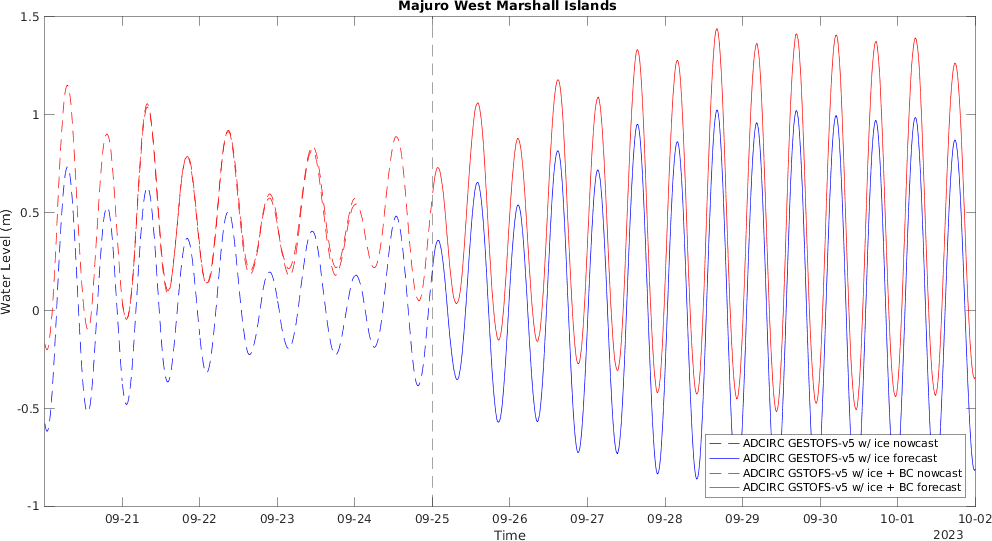 Majuro West Marshall Islands
1.5
1
0.5
0
-0.5
-1
Water Level (m)
ADCIRC GESTOFS-v5 w/ ice nowcast
ADCIRC GESTOFS-v5 w/ ice forecast
ADCIRC GSTOFS-v5 w/ ice + BC nowcast
ADCIRC GSTOFS-v5 w/ ice + BC forecast
09-21 09-22 09-23 09-24 09-25 09-26 09-27 09-28 09-29 09-30 10-01 10-02
Time
2023